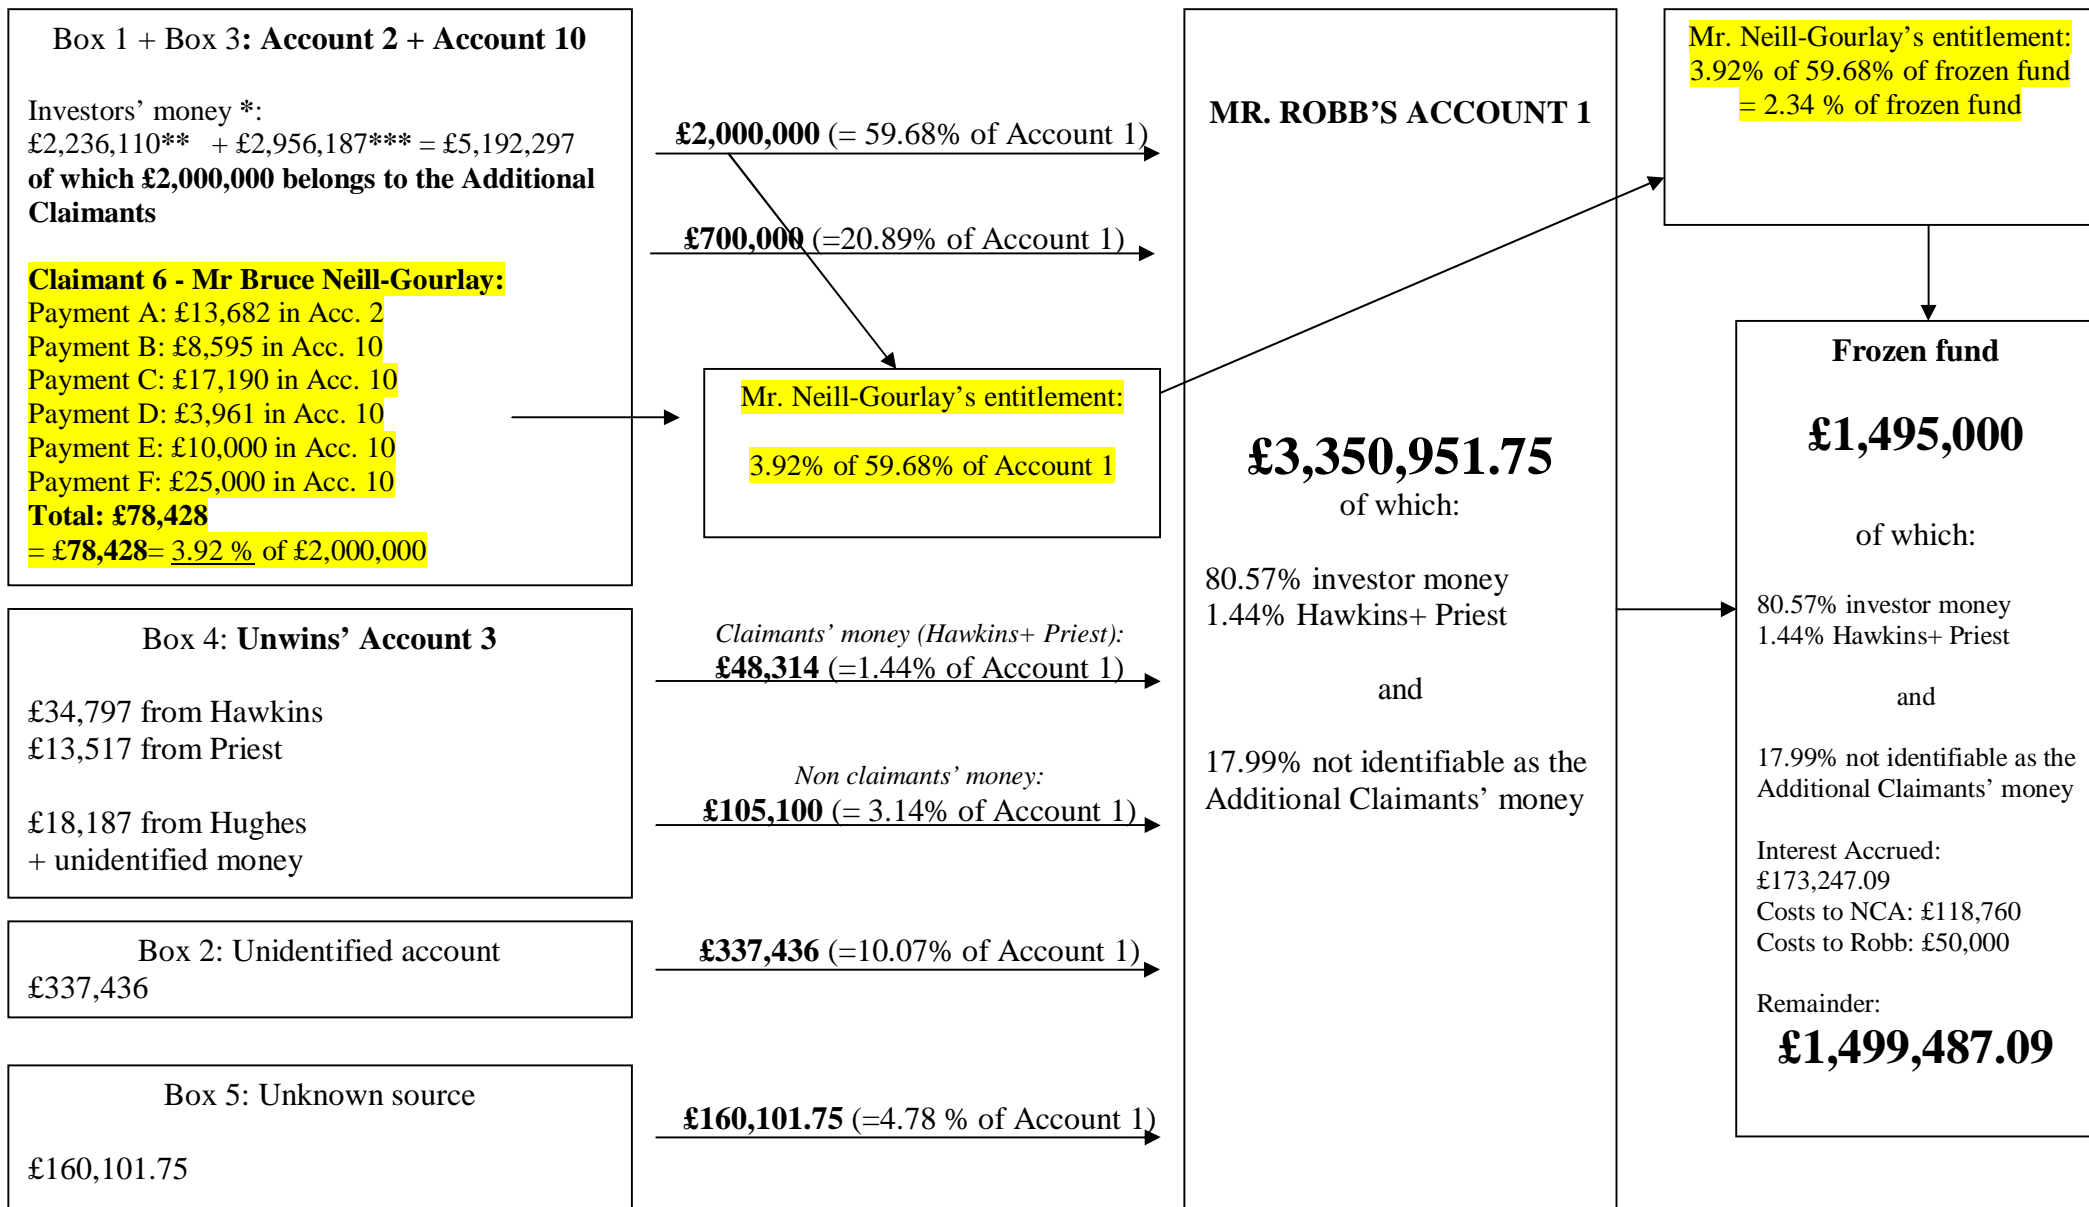 Box 1 + Box 3: Account 2 + Account 10
Investors’ money *:
£2,236,110** + £2,956,187*** = £5,192,297
of which £2,000,000 belongs to the Additional
Claimants
Claimant 6 - Mr Bruce Neill-Gourlay:
Payment A: £13,682 in Acc. 2
Payment B: £8,595 in Acc. 10
Payment C: £17,190 in Acc. 10
Payment D: £3,961 in Acc. 10
Payment E: £10,000 in Acc. 10
Payment F: £25,000 in Acc. 10
Total: £78,428
= £78,428= 3.92 % of £2,000,000
Box 4: Unwins’ Account 3
£34,797 from Hawkins
£13,517 from Priest
£18,187 from Hughes
+ unidentified money
Box 2: Unidentified account
£337,436
Box 5: Unknown source
£160,101.75
£2,000,000 (= 59.68% of Account 1)
£700,000 (=20.89% of Account 1)
Mr. Neill-Gourlay’s entitlement:
3.92% of 59.68% of Account 1
Claimants’ money (Hawkins+ Priest):
£48,314 (=1.44% of Account 1)
Non claimants’ money:
£105,100 (= 3.14% of Account 1)
£337,436 (=10.07% of Account 1)
£160,101.75 (=4.78 % of Account 1)
MR. ROBB’S ACCOUNT 1
£3,350,951.75
of which:
80.57% investor money
1.44% Hawkins+ Priest
and
17.99% not identifiable as the
Additional Claimants’ money
Mr. Neill-Gourlay’s entitlement:
3.92% of 59.68% of frozen fund
= 2.34 % of frozen fund
Frozen fund
£1,495,000
of which:
80.57% investor money
1.44% Hawkins+ Priest
and
17.99% not identifiable as the
Additional Claimants’ money
Interest Accrued:
£173,247.09
Costs to NCA: £118,760
Costs to Robb: £50,000
Remainder:
£1,499,487.09